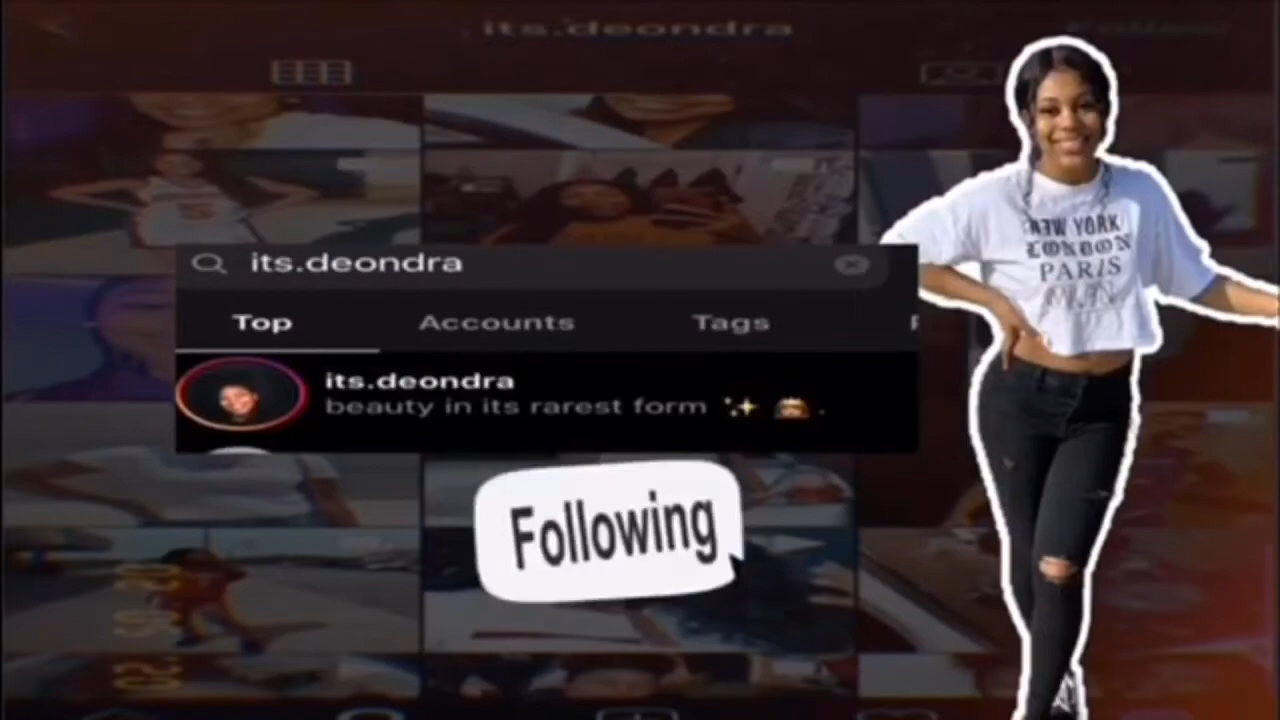 its.deondra
its.deondra
Top Accounts Tags
its.deondra
beauty in its rarest form ✨ 👸🏾.
Following
NEW YORK
LONDON
PARIS